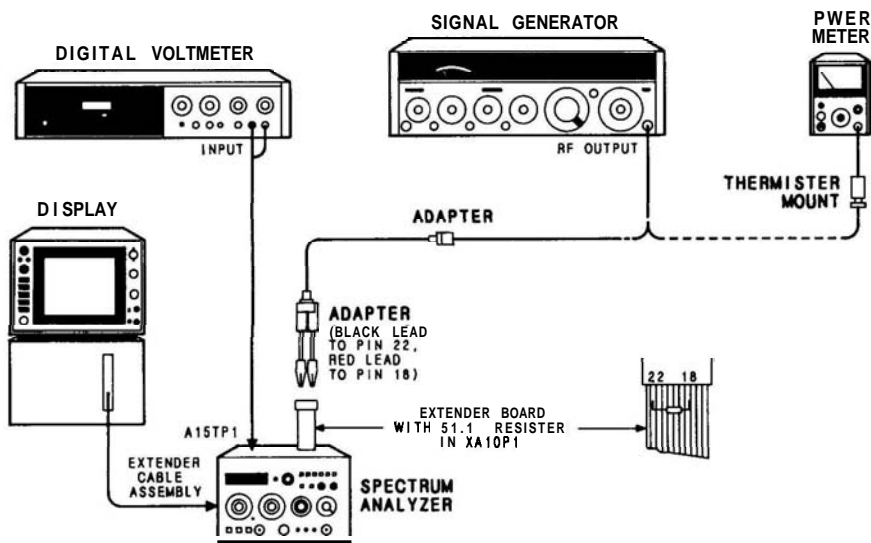 SIGNAL GENERATOR
PWER
METER
DIGITAL VOLTMETER
INPUT
RF OUTPUT
THERMISTER
MOUNT
DISPLAY
ADAPTER
ADAPTER
(BLACK LEAD
TO PIN 22,
RED LEAD
TO PIN 18)
22 18
EXTENDER BOARD
WITH 51.1 RESISTER
IN XA10P1
A15TP1
EXTENDER
CABLE
ASSEMBLY
SPECTRUM
ANALYZER